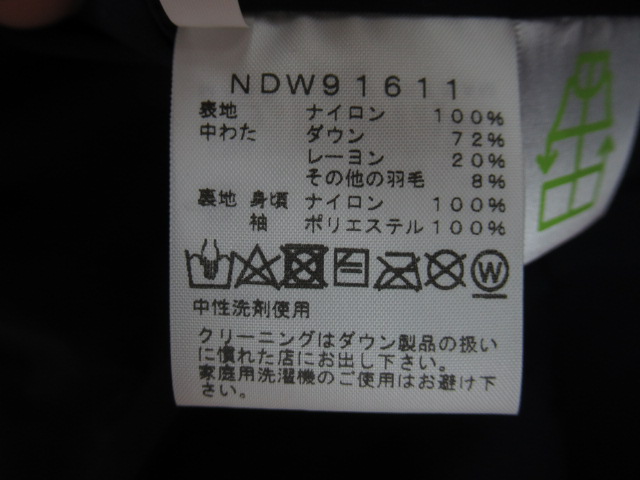 NDW91611
表地 ナイロン 100%
中わた ダウン 72%
レーヨン 20%
その他の羽毛 8%
裏地 身頃 ナイロン 100%
袖 ポリエステル 100%
W
中性洗剤使用
クリーニングはダウン製品の扱い
に慣れた店にお出し下さい。
家庭用洗濯機のご使用はお避け下
さい。